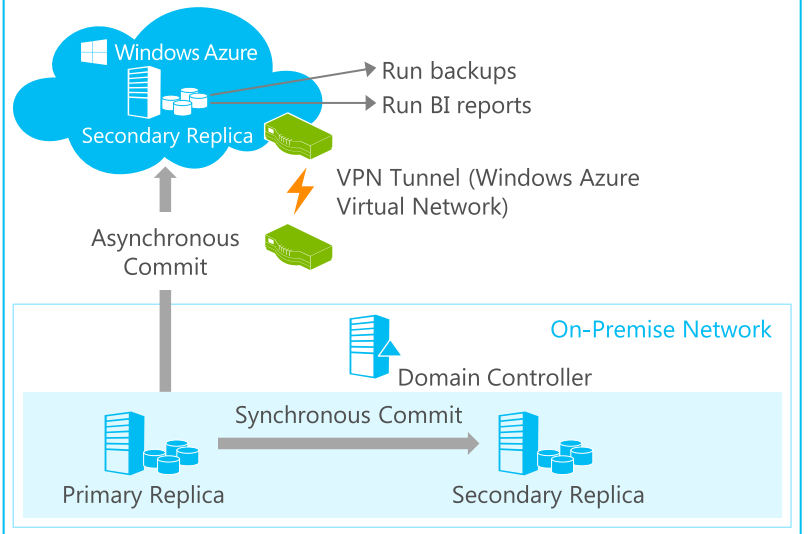 Windows Azure
Run backups
Run BI reports
Secondary Replica
VPN Tunnel (Windows Azure
Virtual Network)
Asynchronous
Commit
On-Premise Network
Domain Controller
Synchronous Commit
Primary Replica
Secondary Replica